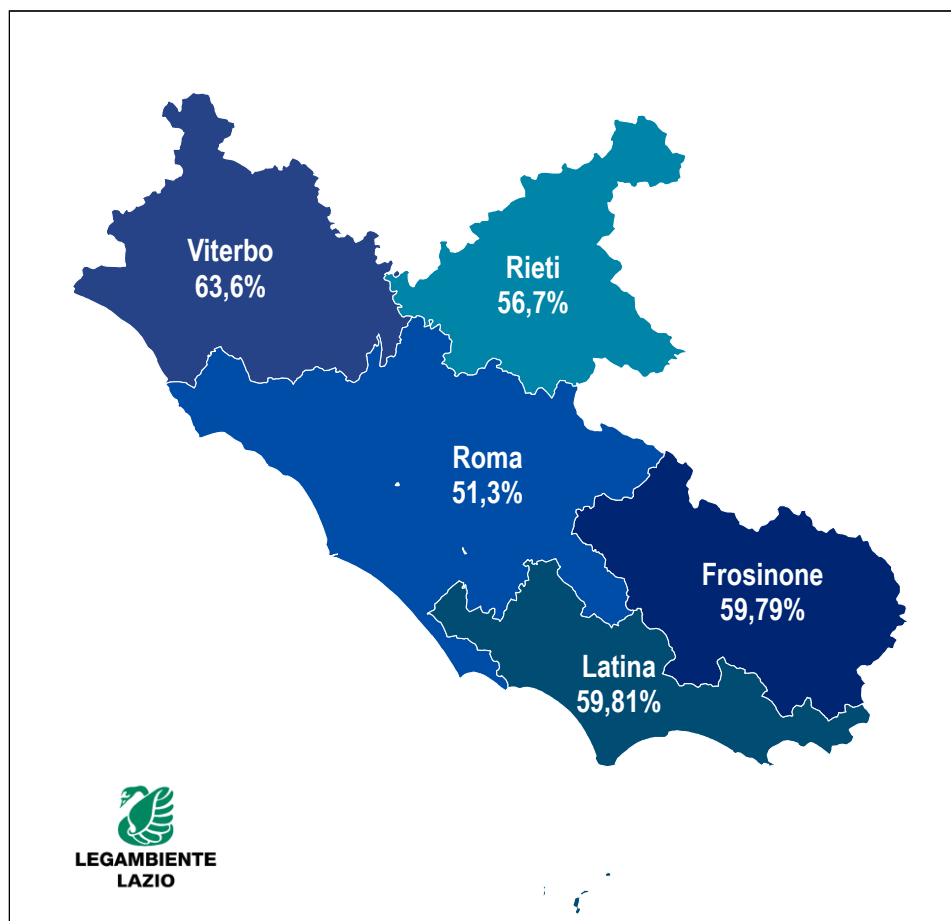 Viterbo
63,6%
Rieti
56,7%
Roma
51,3%
Frosinone
59,79%
Latina
59,81%
LEGAMBIENTE
LAZIO